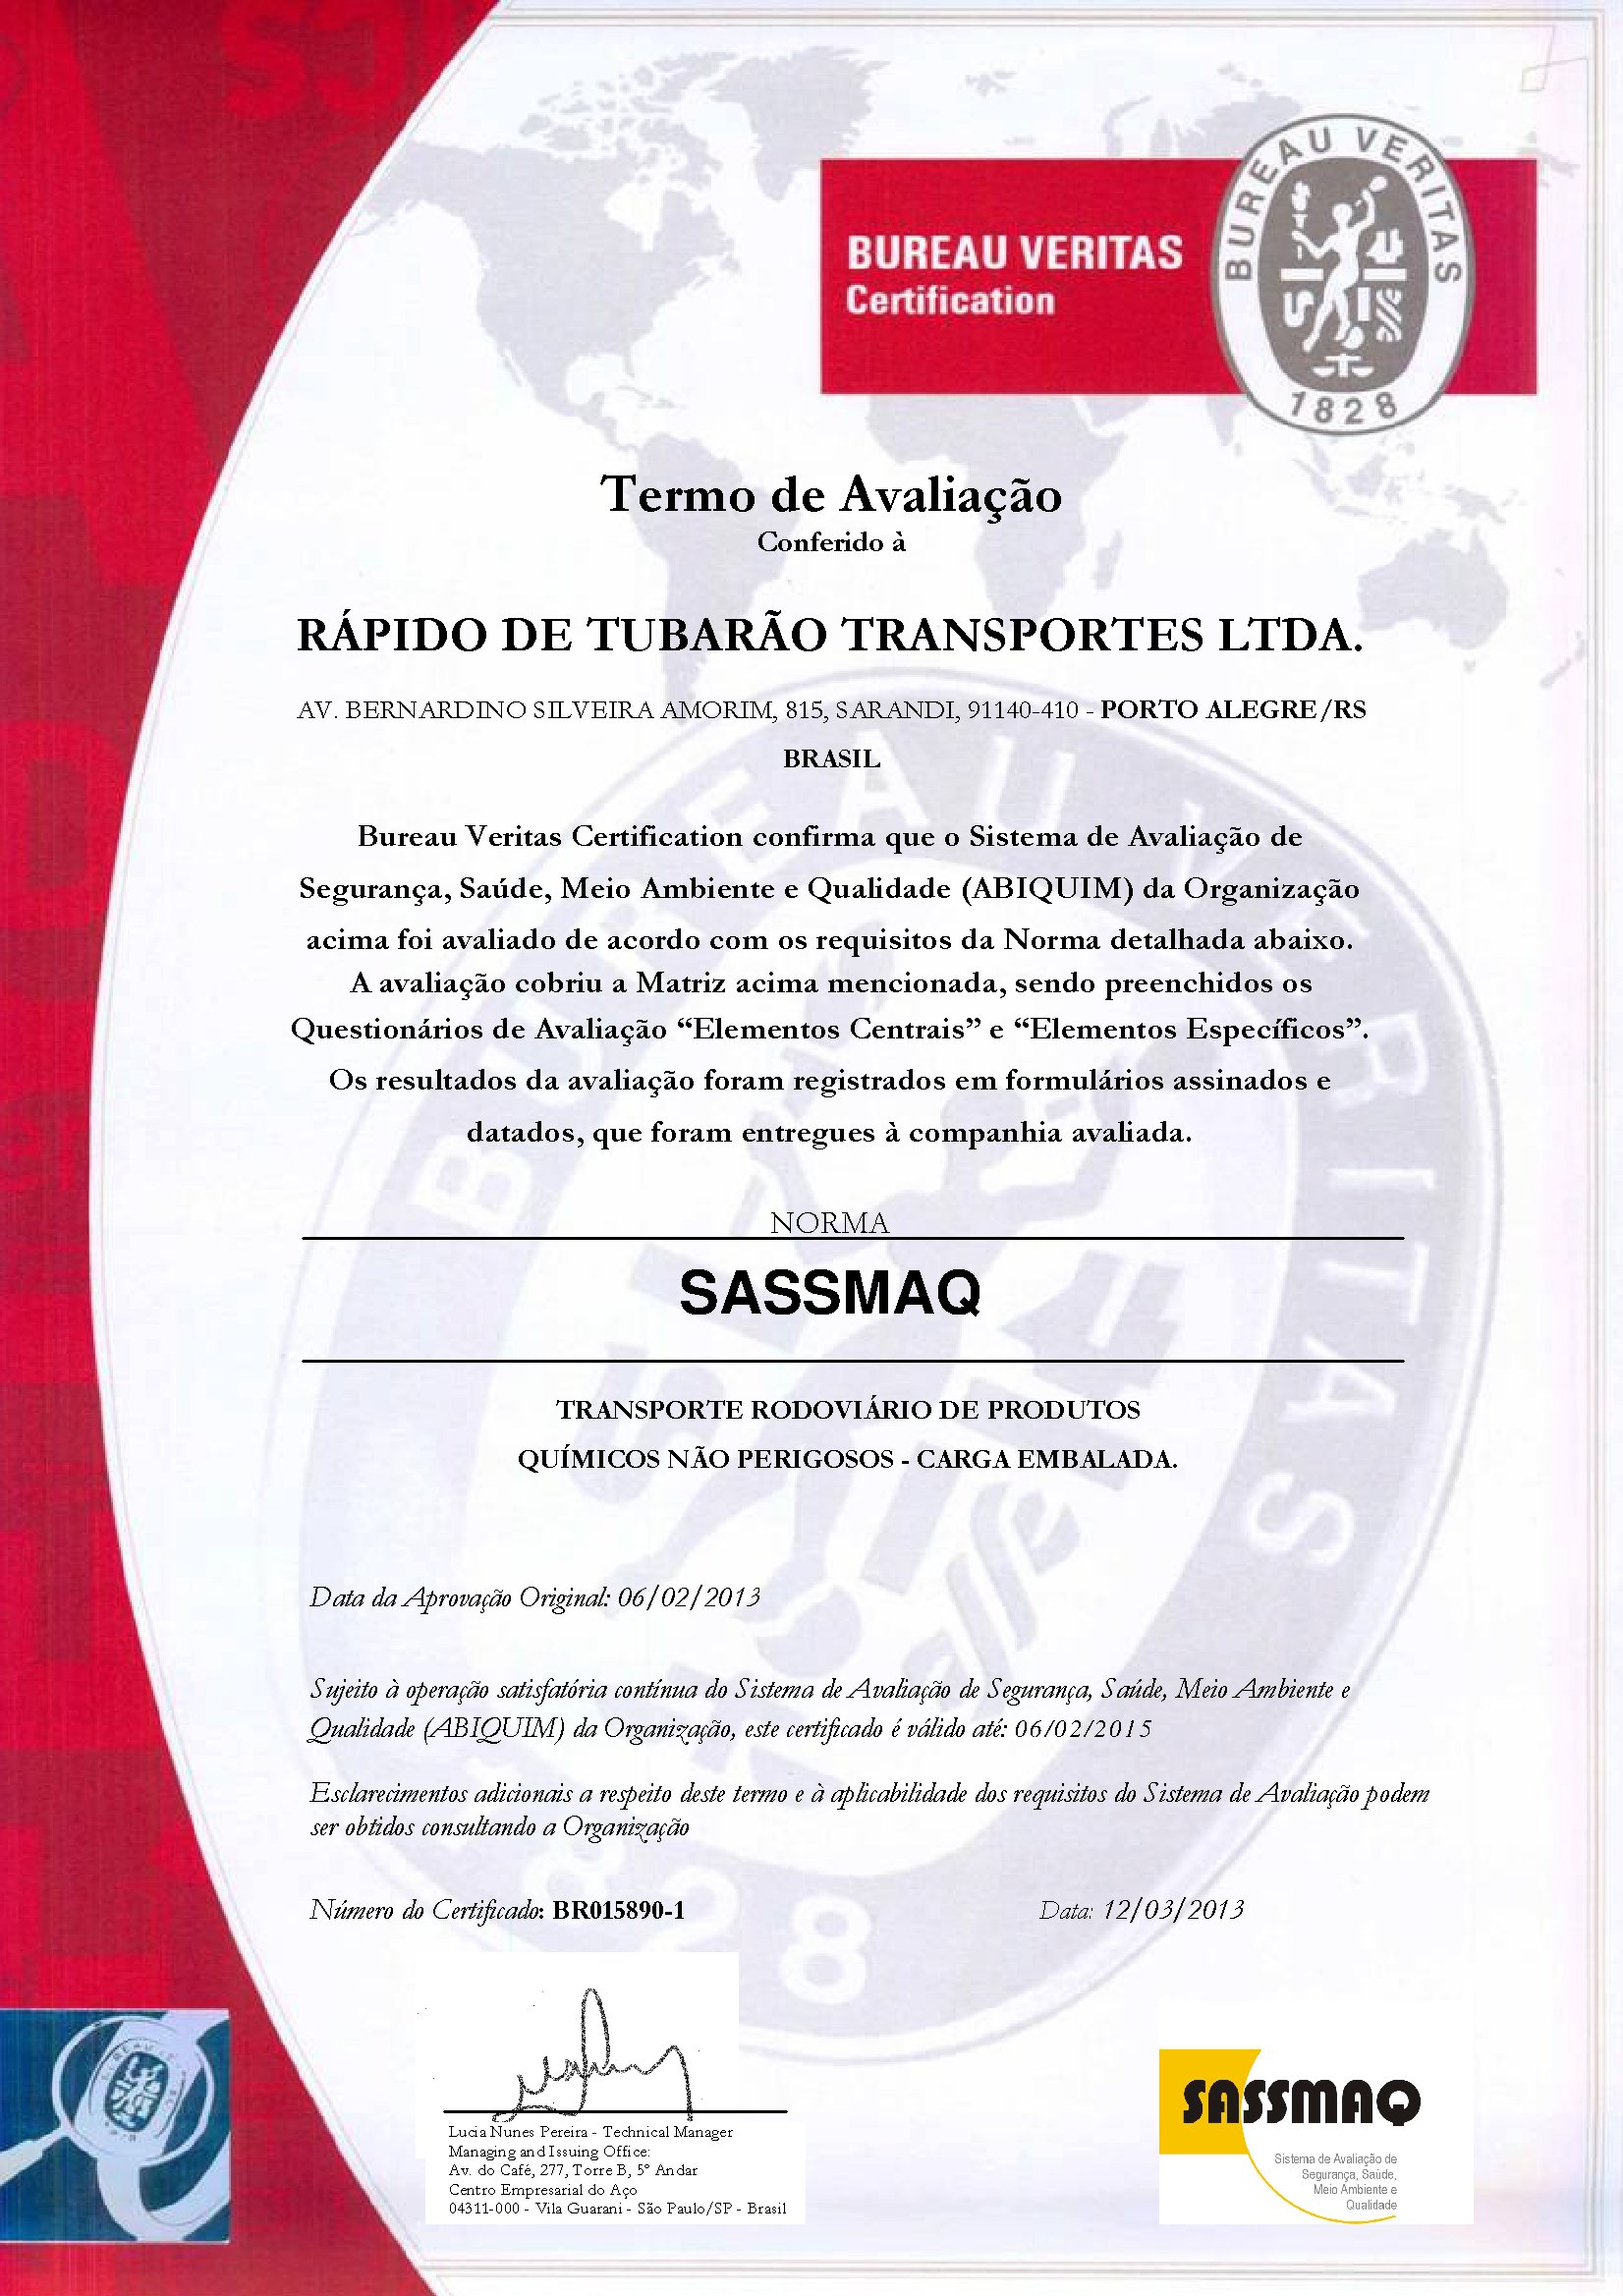 BUREAU VERITAS
Certification
BUREAU VERITAS
1828
Termo de Avaliação
Conferido à
RÁPIDO DE TUBARÃO TRANSPORTES LTDA.
AV. BERNARDINO SILVEIRA AMORIM, 815, SARANDI, 91140-410 - PORTO ALEGRE/RS
BRASIL
Bureau Veritas Certification confirma que o Sistema de Avaliação de
Segurança, Saúde, Meio Ambiente e Qualidade (ABIQUIM) da Organização
acima foi avaliado de acordo com os requisitos da Norma detalhada abaixo.
A avaliação cobriu a Matriz acima mencionada, sendo preenchidos os
Questionários de Avaliação “Elementos Centrais” e “Elementos Específicos”.
Os resultados da avaliação foram registrados em formulários assinados e
datados, que foram entregues à companhia avaliada.
NORMA
SASSMAQ
TRANSPORTE RODOVIÁRIO DE PRODUTOS
QUÍMICOS NÃO PERIGOSOS - CARGA EMBALADA.
Data da Aprovação Original: 06/02/2013
Sujeito à operação satisfatória contínua do Sistema de Avaliação de Segurança, Saúde, Meio Ambiente e
Qualidade (ABIQUIM) da Organização, este certificado é válido até: 06/02/2015
Esclarecimentos adicionais a respeito deste termo e à aplicabilidade dos requisitos do Sistema de Avaliação podem
ser obtidos consultando a Organização
Número do Certificado: BR015890-1 Data: 12/03/2013
Lucia Nunes Pereira - Technical Manager
Managing and Issuing Office:
Av. do Café, 277, Torre B, 5º Andar
Centro Empresarial do Aço
04311-000 - Vila Guarani - São Paulo/SP - Brasil
SASSMAQ
Sistema de Avaliação de
Segurança, Saúde,
Meio Ambiente e
Qualidade